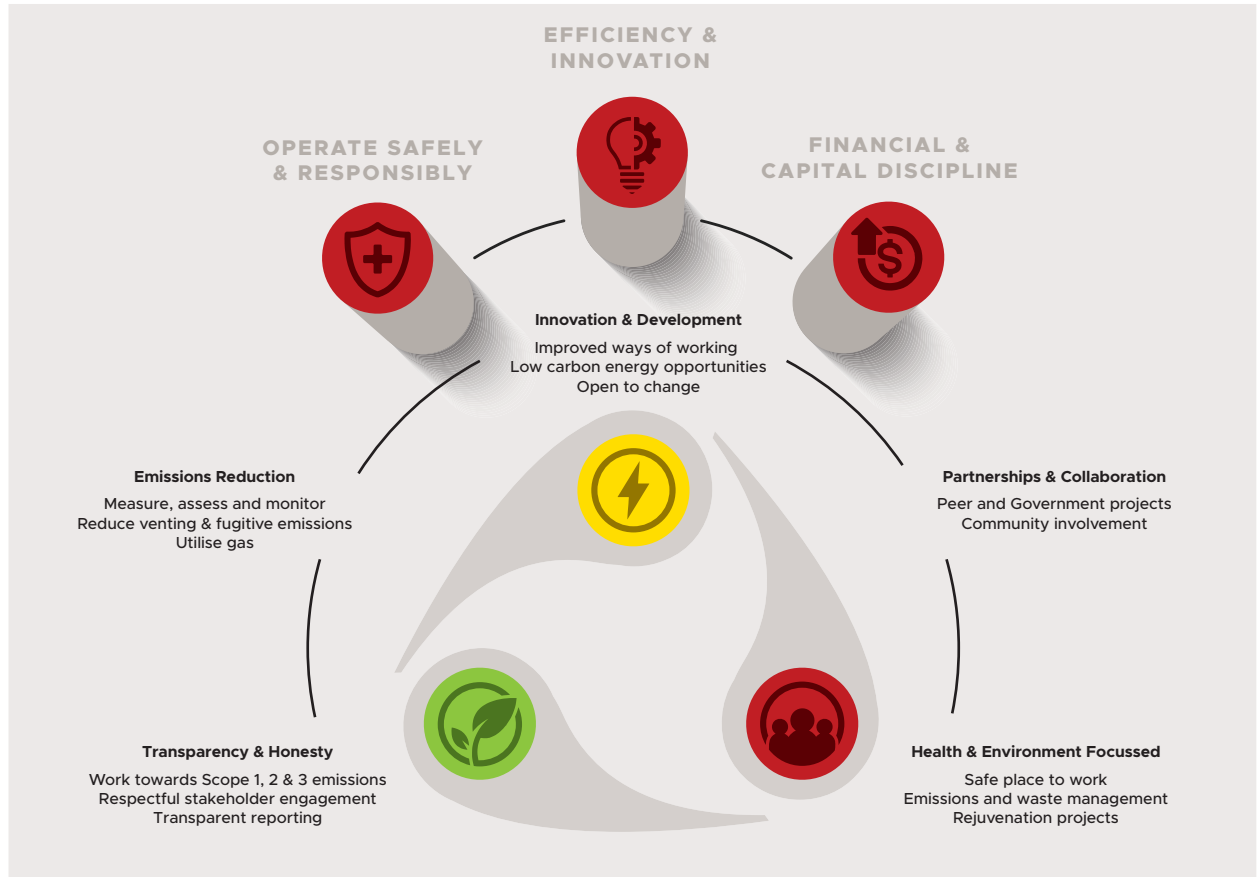 EFFICIENCY &
INNOVATION
OPERATE SAFELY
& RESPONSIBLY
FINANCIAL &
CAPITAL DISCIPLINE
Innovation & Development
Improved ways of working
Low carbon energy opportunities
Open to change
Emissions Reduction
Measure, assess and monitor
Reduce venting & fugitive emissions
Utilise gas
Partnerships & Collaboration
Peer and Government projects
Community involvement
Transparency & Honesty
Work towards Scope 1, 2 & 3 emissions
Respectful stakeholder engagement
Transparent reporting
Health & Environment Focussed
Safe place to work
Emissions and waste management
Rejuvenation projects